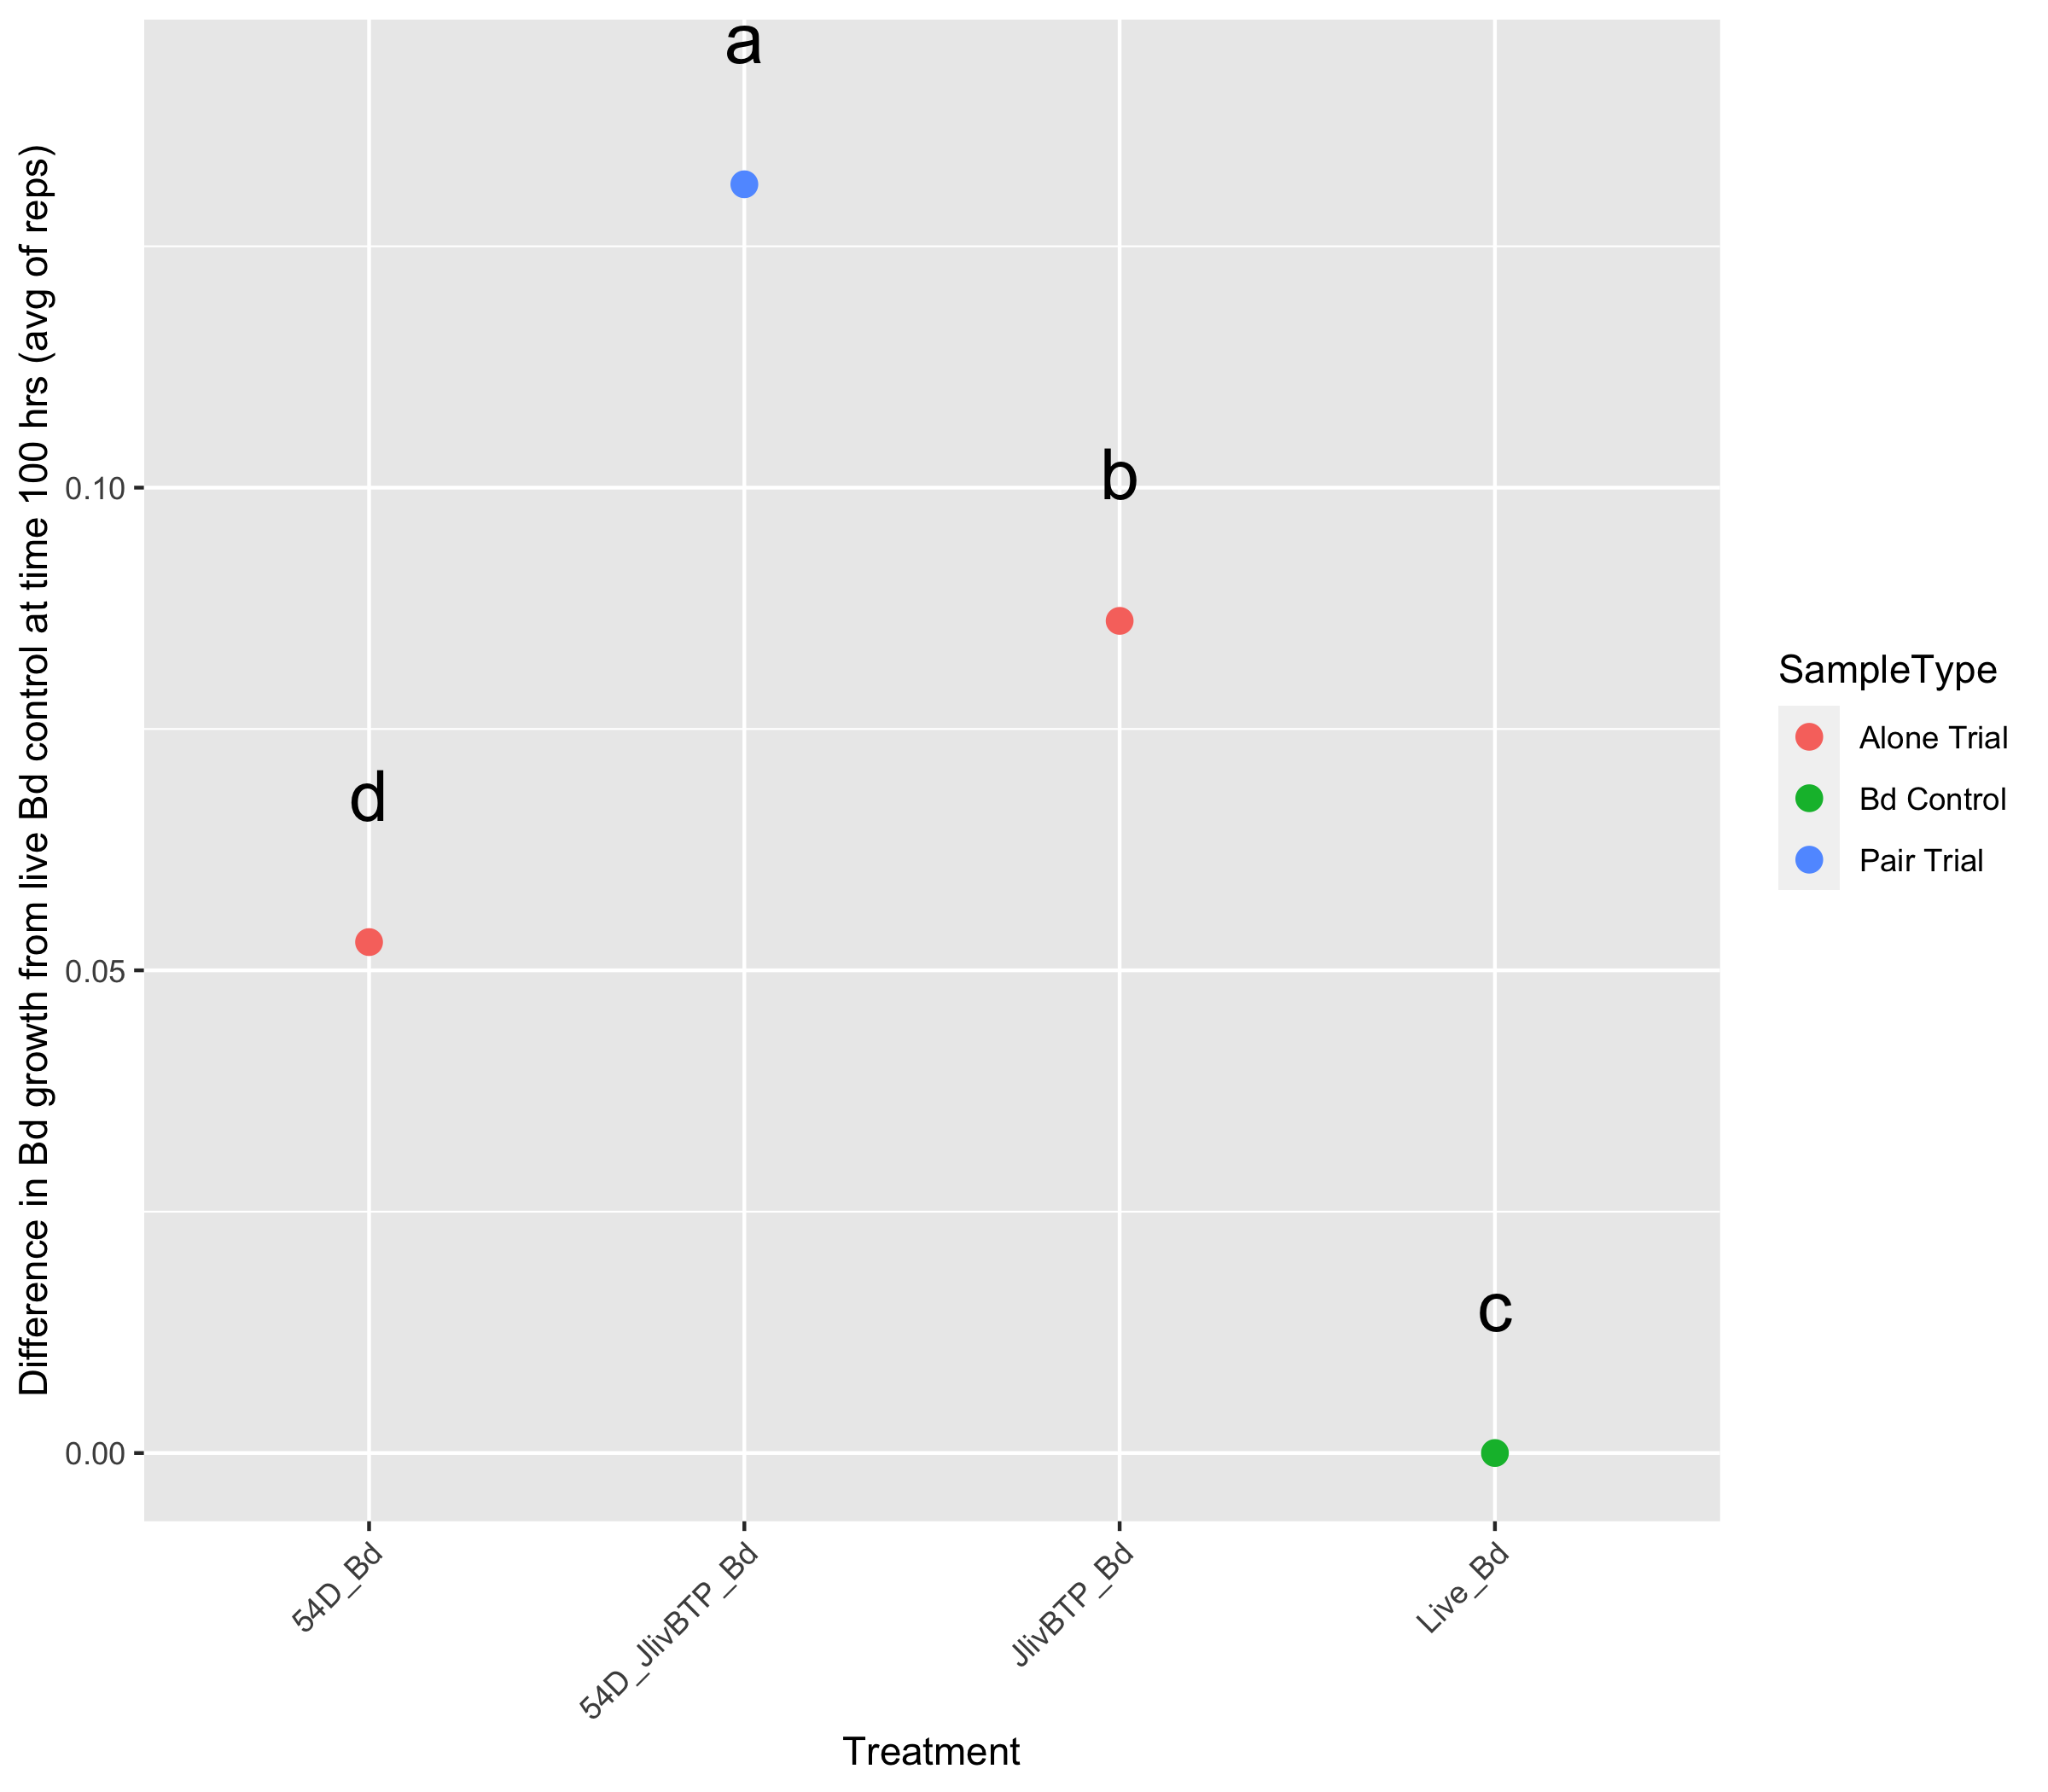 Difference in Bd growth from live Bd control at time 100 hrs (avg of reps)
0.10
0.05
0.00
a
b
d
c
54D_Bd
54D_JlivBTP_Bd
JlivBTP_Bd
Live_Bd
Treatment
SampleType
Alone Trial
Bd Control
Pair Trial